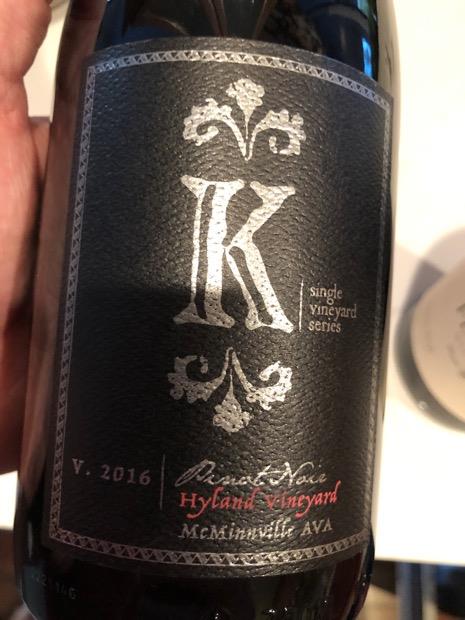 K
single
vineyard
series
V. 2016
Pinot Noir
Hyland Vineyard
McMinnville AVA